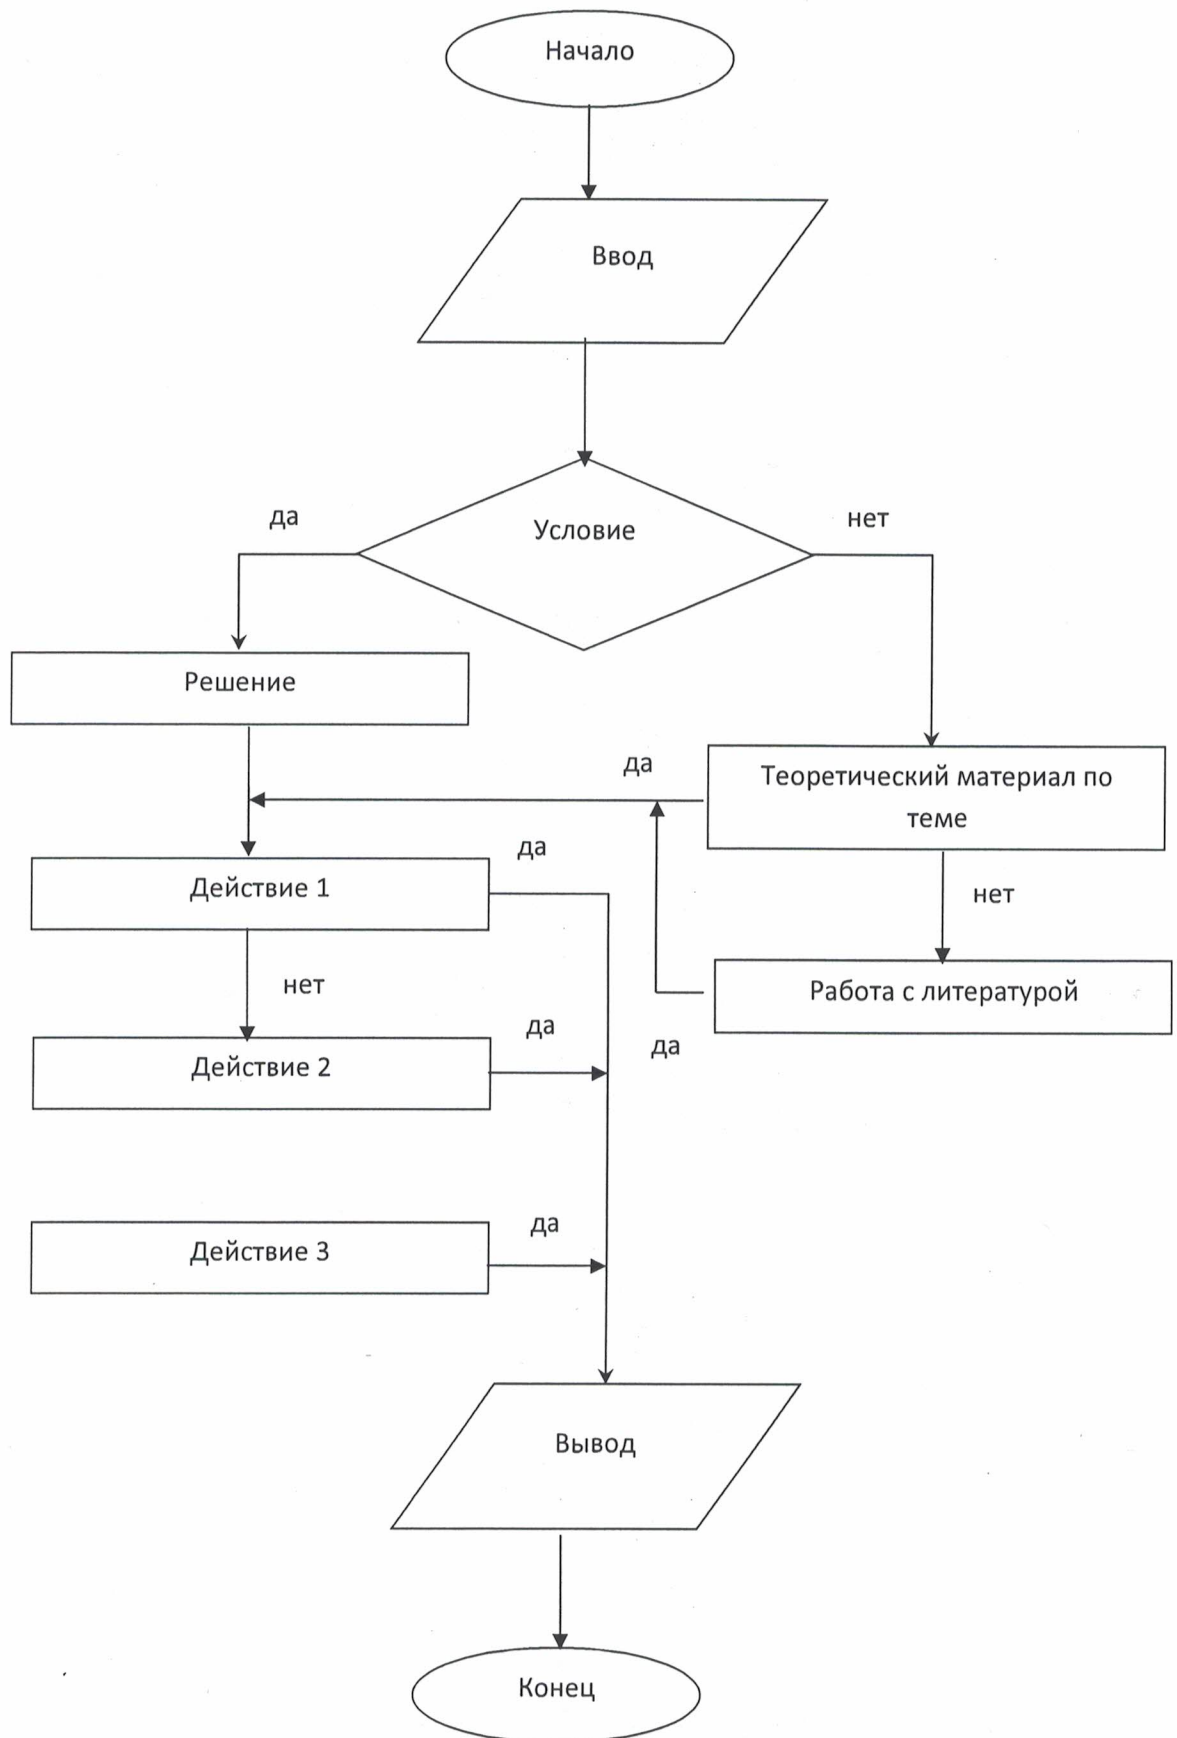 Начало
Ввод
да
Условие
нет
Решение
да
Теоретический материал по
теме
да
Действие 1
нет
Работа с литературой
нет
да
Действие 2
да
да
Действие 3
Вывод
Конец